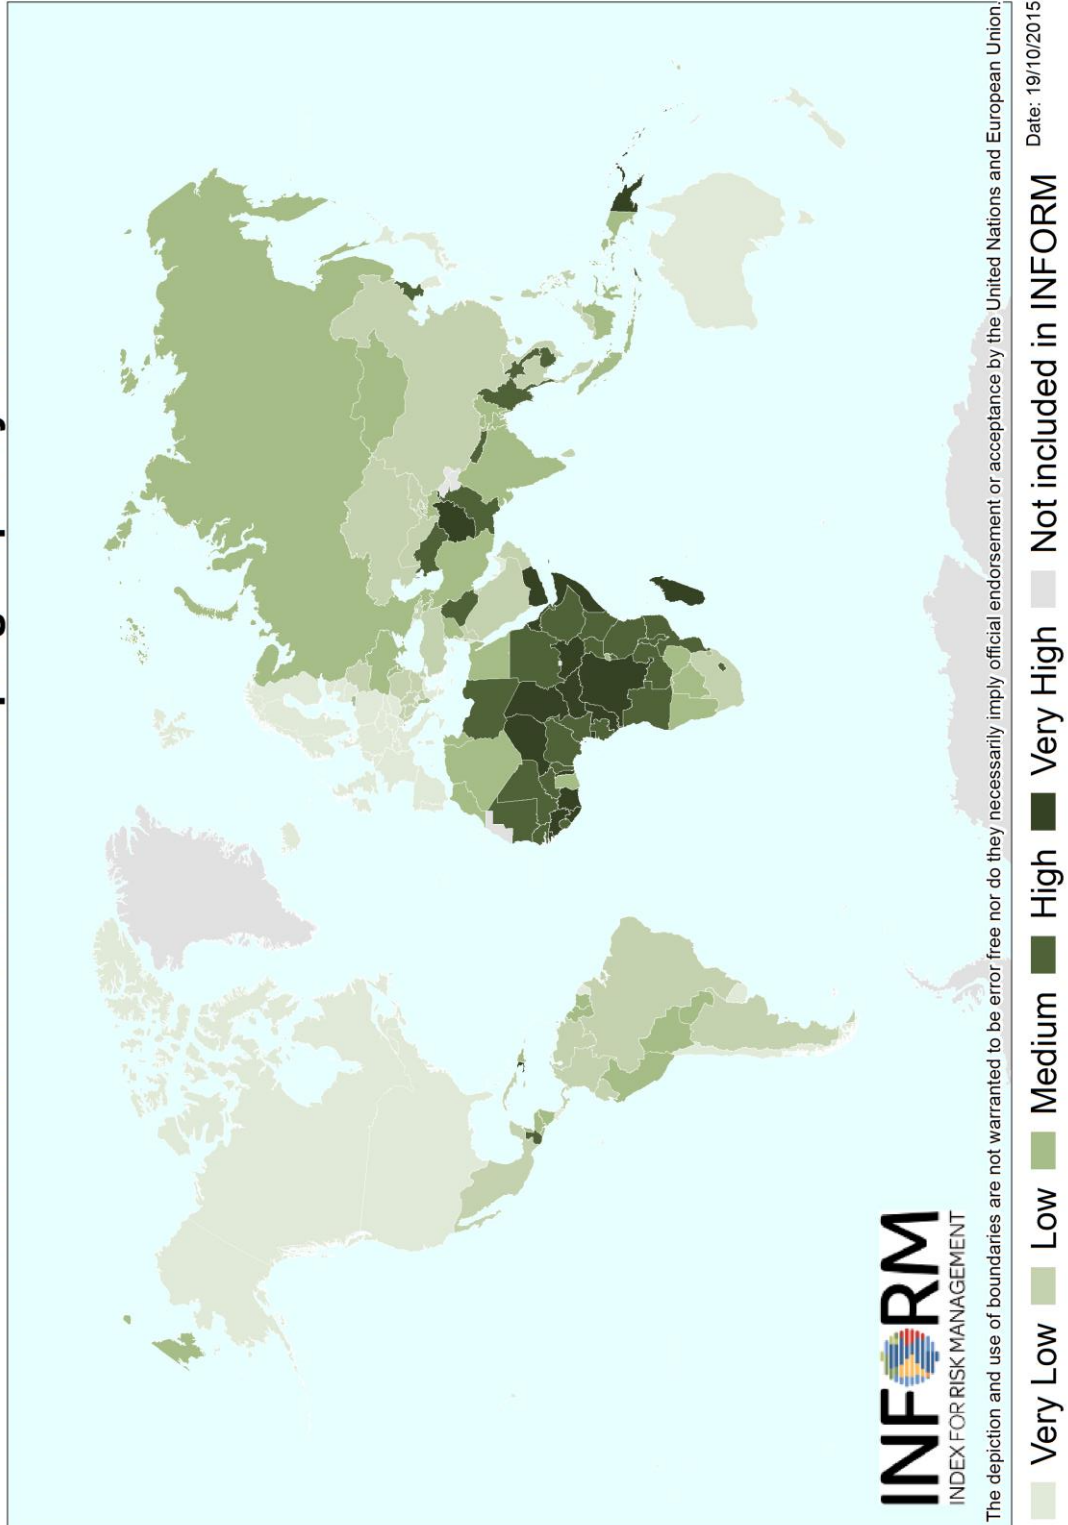 INFORM
INDEX FOR RISK MANAGEMENT
The depiction and use of boundaries are not warranted to be error free nor do they necessarily imply official endorsement or acceptance by the United Nations and European Union.
Very Low Low Medium High Very High Not included in INFORM Date: 19/10/2015